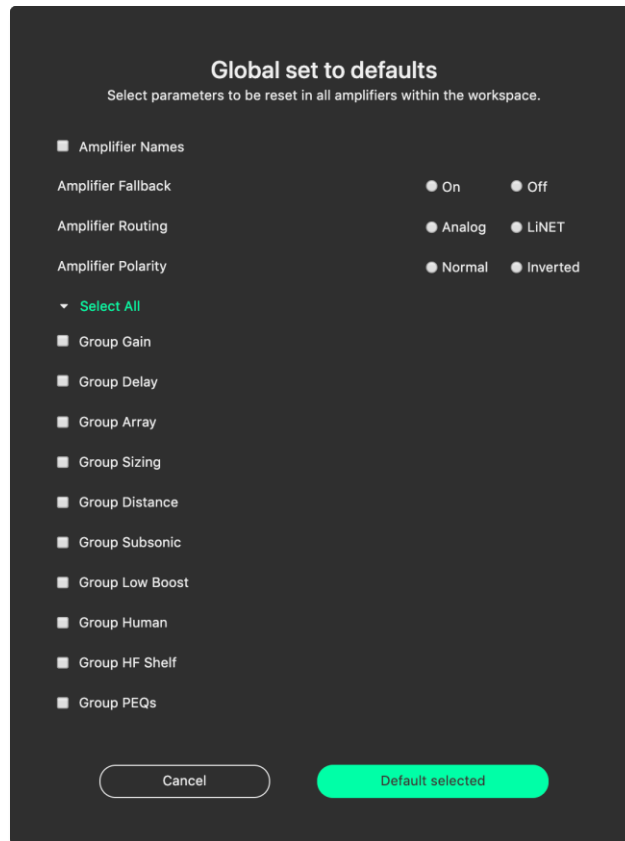 Global set to defaults
Select parameters to be reset in all amplifiers within the workspace.
Amplifier Names
Amplifier Fallback On Off
Amplifier Routing Analog LiNET
Amplifier Polarity Normal Inverted
Select All
Group Gain
Group Delay
Group Array
Group Sizing
Group Distance
Group Subsonic
Group Low Boost
Group Human
Group HF Shelf
Group PEQs
Cancel Default selected